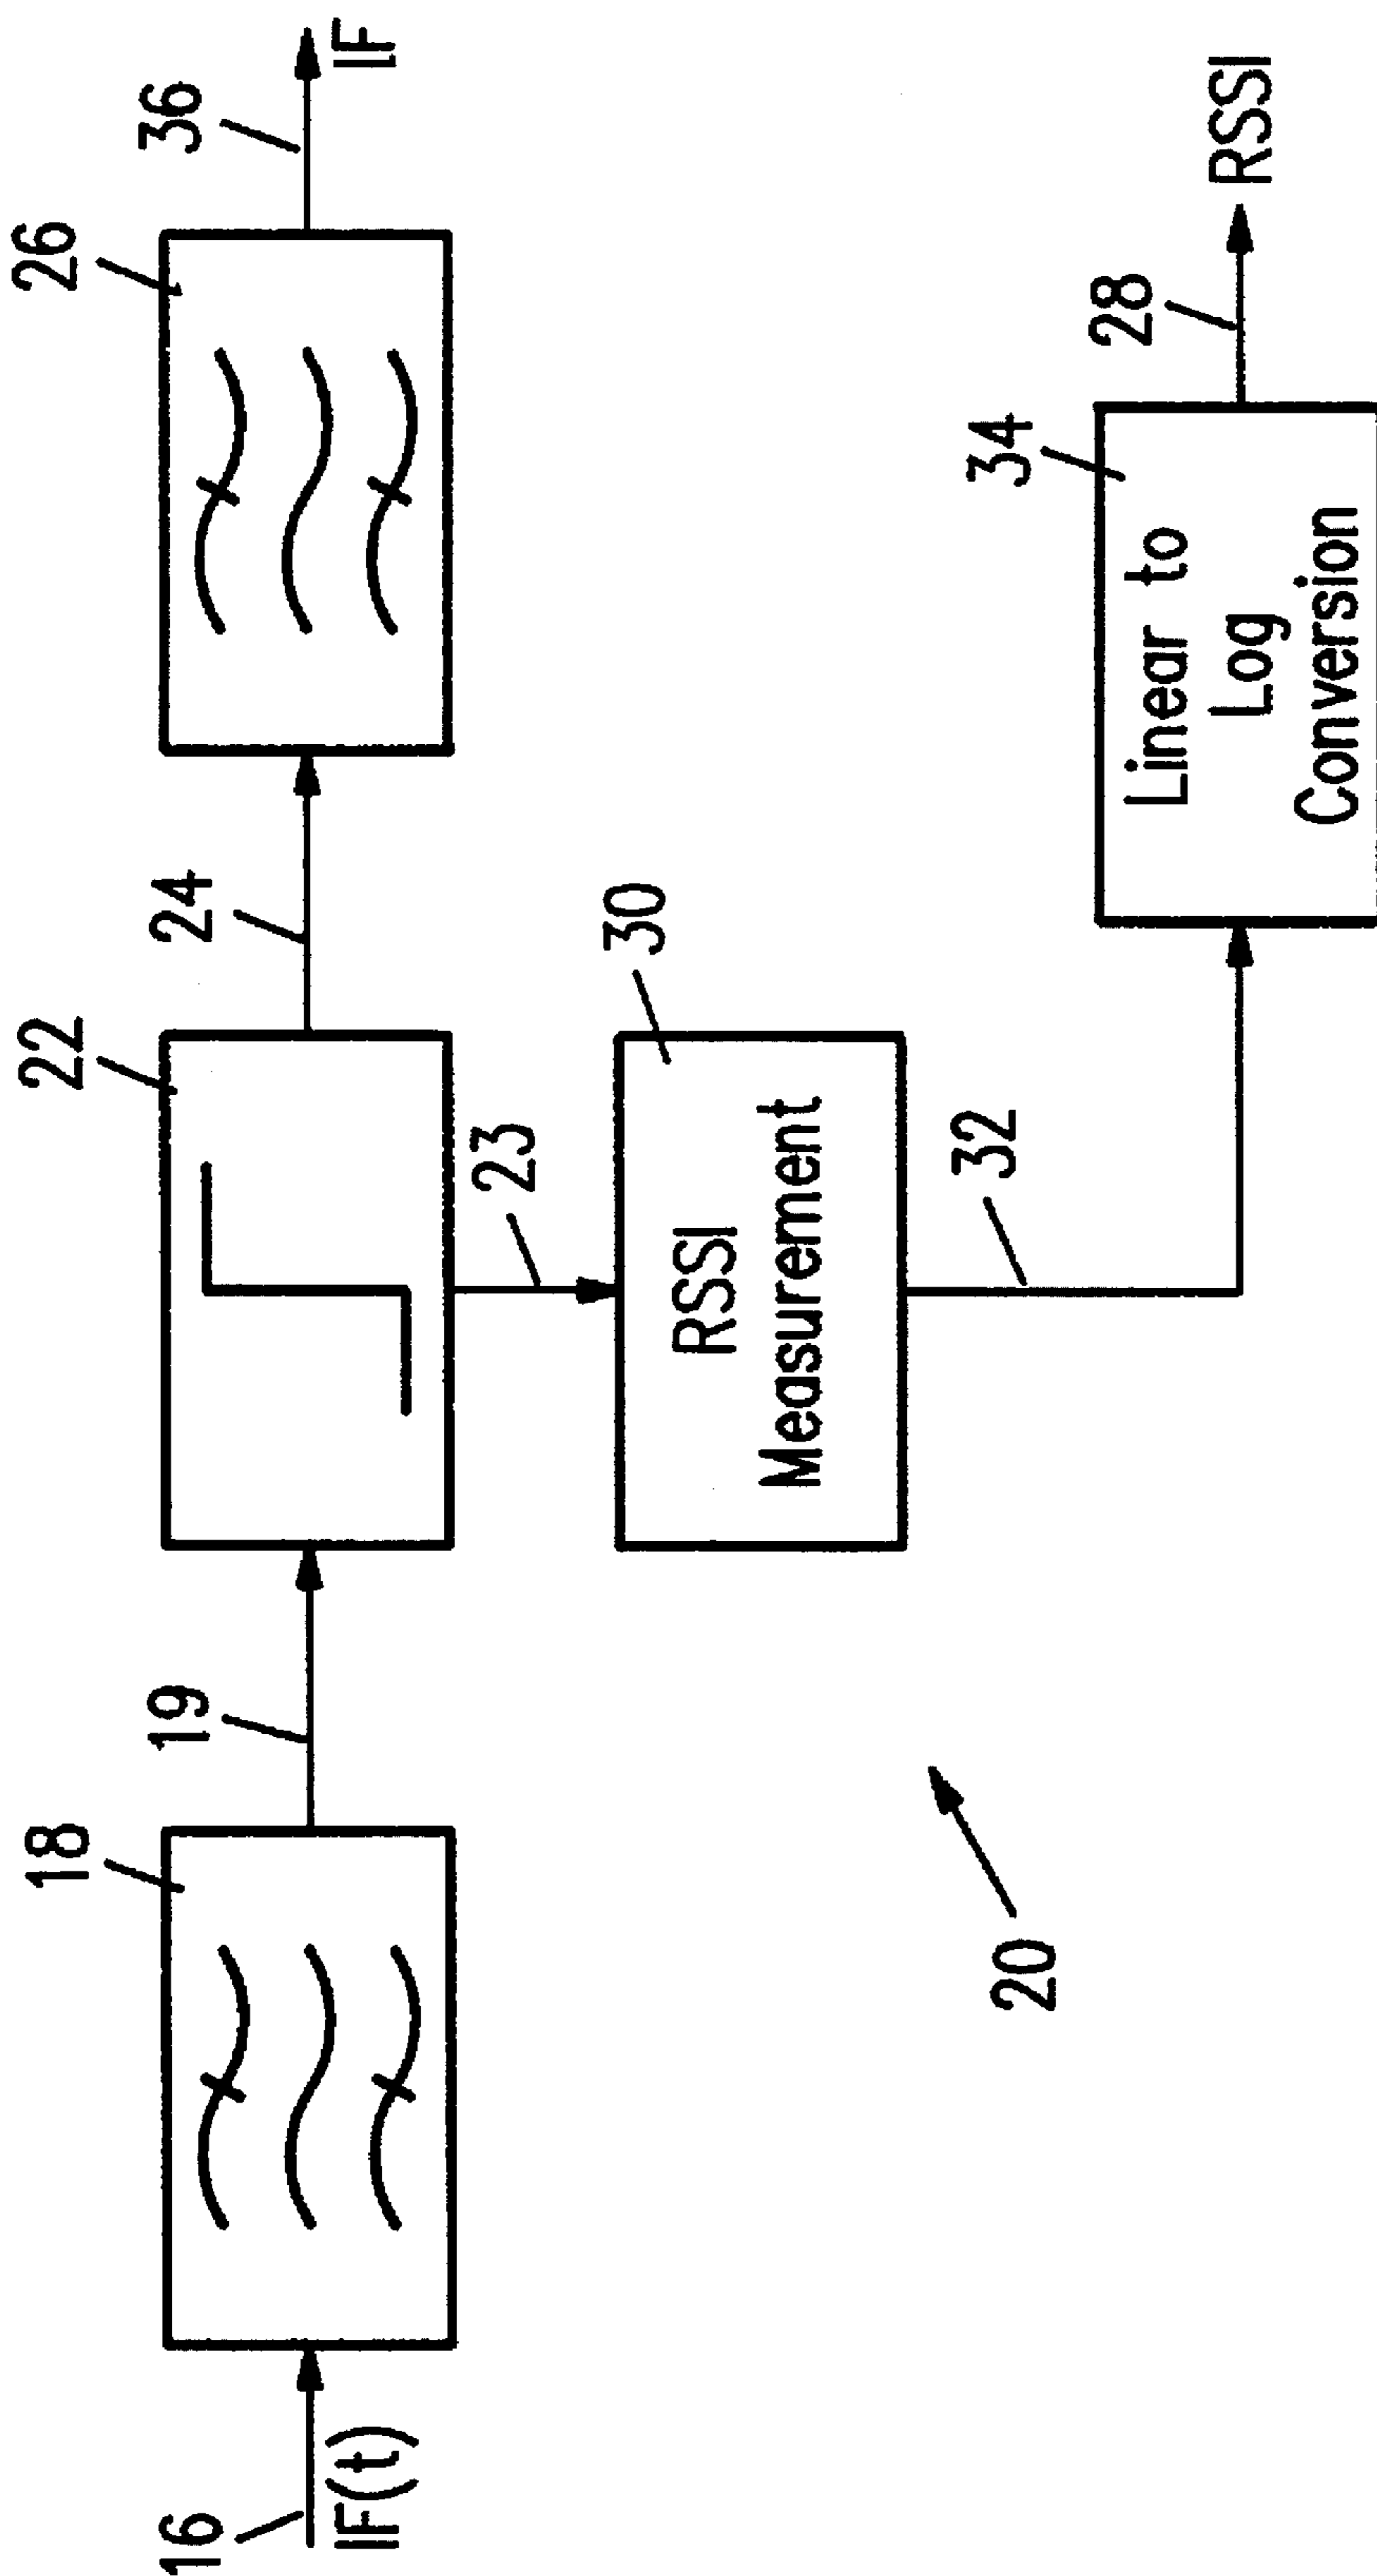 18
22
26
16
19
24
36
IF(t)
IF
23
30
RSSI
Measurement
34
28
RSSI
32
Linear to
Log
Conversion
20